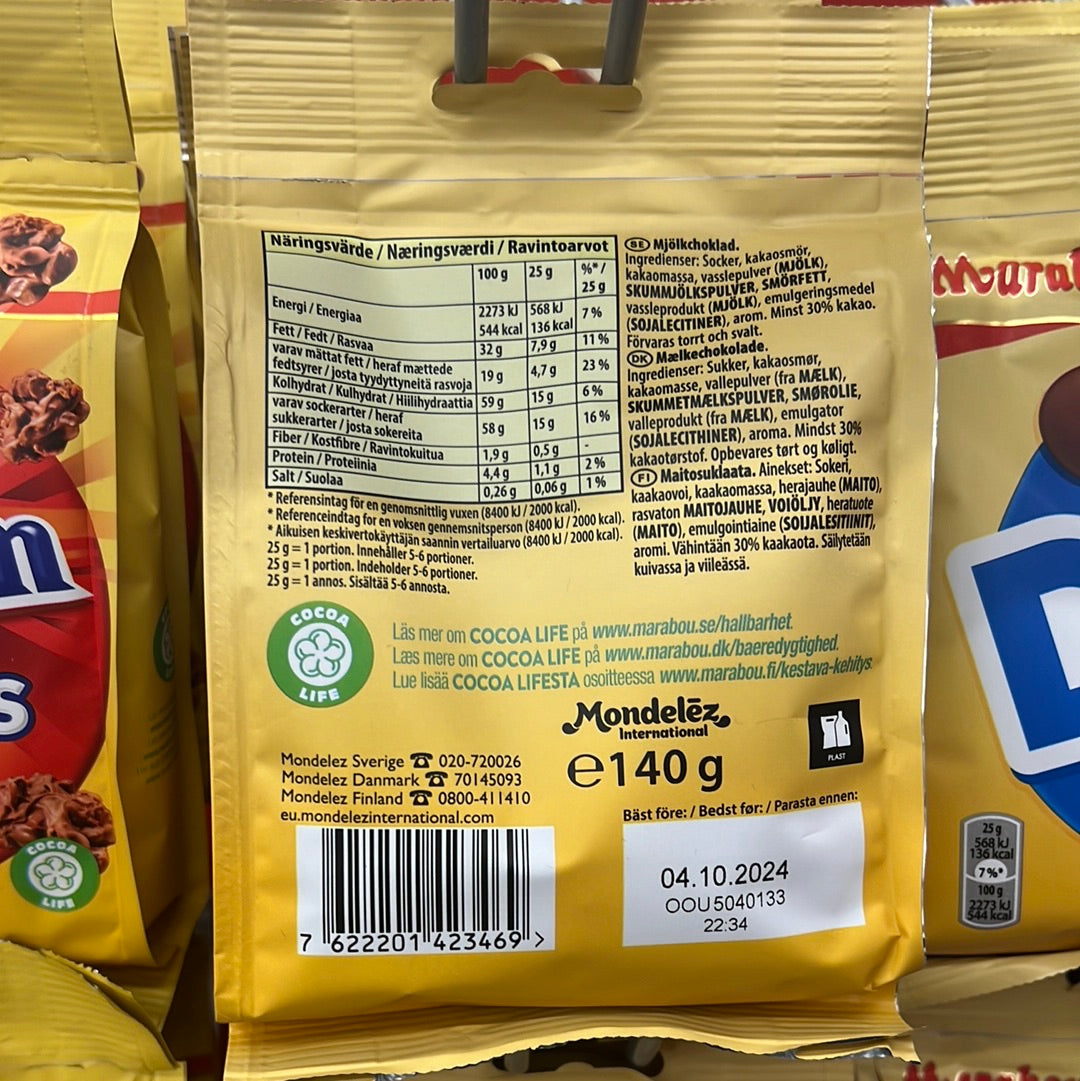 Näringsvärde / Næringsværdi / Ravintoarvot
100 g 25 g %* / 25 g
Energi / Energiaa 2273 kJ 568 kJ 7 %
544 kcal 136 kcal
Fett / Fedt / Rasvaa 32 g 7,9 g 11 %
varav mättat fett / heraf mættede
fedtsyrer / josta tyydyttyneitä rasvoja 19 g 4,7 g 23 %
Kolhydrat / Kulhydrat / Hiilihydraattia 59 g 15 g 6 %
varav sockerarter / heraf
sukkerarter / josta sokereita 58 g 15 g 16 %
Fiber / Kostfibre / Ravintokuitua 1,9 g 0,5 g -
Protein / Proteiinia 4,4 g 1,1 g 2 %
Salt / Suolaa 0,26 g 0,06 g 1 %
* Referensintag för en genomsnittlig vuxen (8400 kJ / 2000 kcal).
* Referenceindtag for en voksen gennemsnitsperson (8400 kJ / 2000 kcal).
* Aikuisen keskivertokäyttäjän saannin vertailuarvo (8400 kJ / 2000 kcal).
25 g = 1 portion. Innehåller 5-6 portioner.
25 g = 1 portion. Indeholder 5-6 portioner.
25 g = 1 annos. Sisältää 5-6 annosta.
SE Mjölkchoklad.
Ingredienser: Socker, kakaosmör,
kakaomassa, vasslepulver (MJÖLK),
SKUMMJÖLKSPULVER, SMÖRFETT,
vassleprodukt (MJÖLK), emulgeringsmedel
(SOJALECITINER), arom. Minst 30% kakao.
Förvaras torrt och svalt.
DK Mælkechokolade.
Ingredienser: Sukker, kakaosmør,
kakaomasse, vallepulver (fra MÆLK),
SKUMMETMÆLKSPULVER, SMØROLIE,
valleprodukt (fra MÆLK), emulgator
(SOJALECITHINER), aroma. Mindst 30%
kakaotørstof. Opbevares tørt og køligt.
FI Maitosuklaata. Ainekset: Sokeri,
kaakaovoi, kaakaomassa, herajauhe (MAITO),
rasvaton MAITOJAUHE, VOIÖLJY, heratuote
(MAITO), emulgointiaine (SOIJALESITIINIT),
aromi. Vähintään 30% kaakaota. Säilytetään
kuivassa ja viileässä.
COCOA
LIFE
Läs mer om COCOA LIFE på www.marabou.se/hallbarhet.
Læs mere om COCOA LIFE på www.marabou.dk/baeredygtighed.
Lue lisää COCOA LIFESTA osoitteessa www.marabou.fi/kestava-kehitys.
Mondelēz
International
e140 g
PLAST
Mondelez Sverige ☎ 020-720026
Mondelez Danmark ☎ 70145093
Mondelez Finland ☎ 0800-411410
eu.mondelezinternational.com
7 622201 423469 >
Bäst före: / Bedst før: / Parasta ennen:
04.10.2024
OOU5040133
22:34
m
s
COCOA
LIFE
Mara
D
25 g
568 kJ
136 kcal
7%*
100 g
2273 kJ
544 kcal